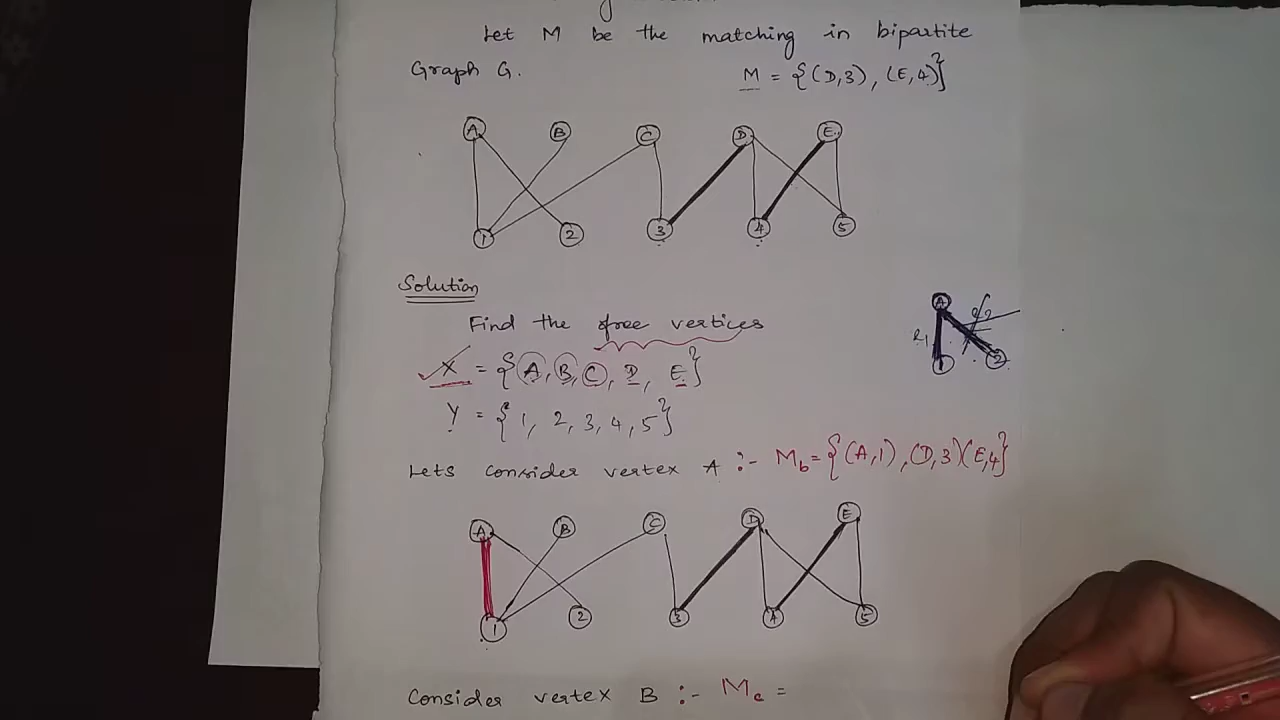 Let M be the matching in bipartite
Graph G. M = {(D,3), (E,4)}
A B C D E
1 2 3 4 5
Solution
Find the free vertices
X = {A, B, C, D, E}
Y = {1, 2, 3, 4, 5}
A
1 2
Lets consider vertex A :- Mb = {(A,1), (D,3)(E,4}
A B C D E
1 2 3 4 5
Consider vertex B :- Mc =